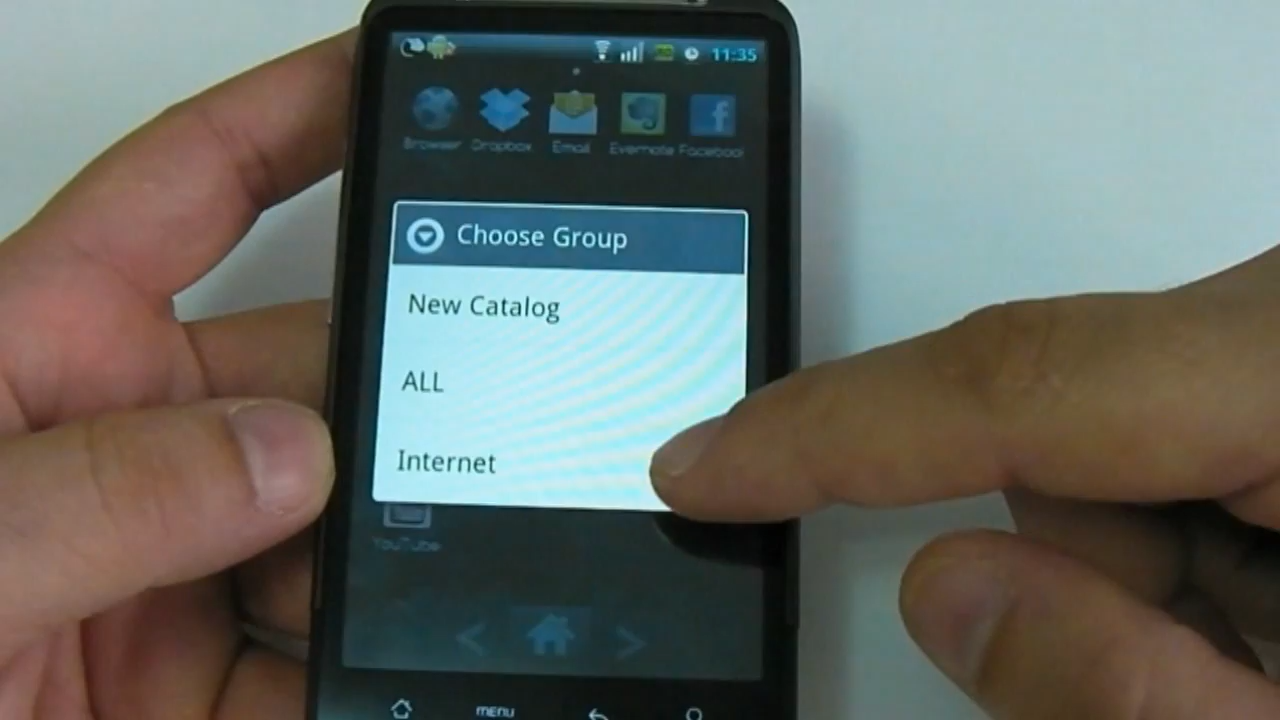 11:35
Browser Dropbox Email Evernote Facebook
Choose Group
New Catalog
ALL
Internet
YouTube
MENU